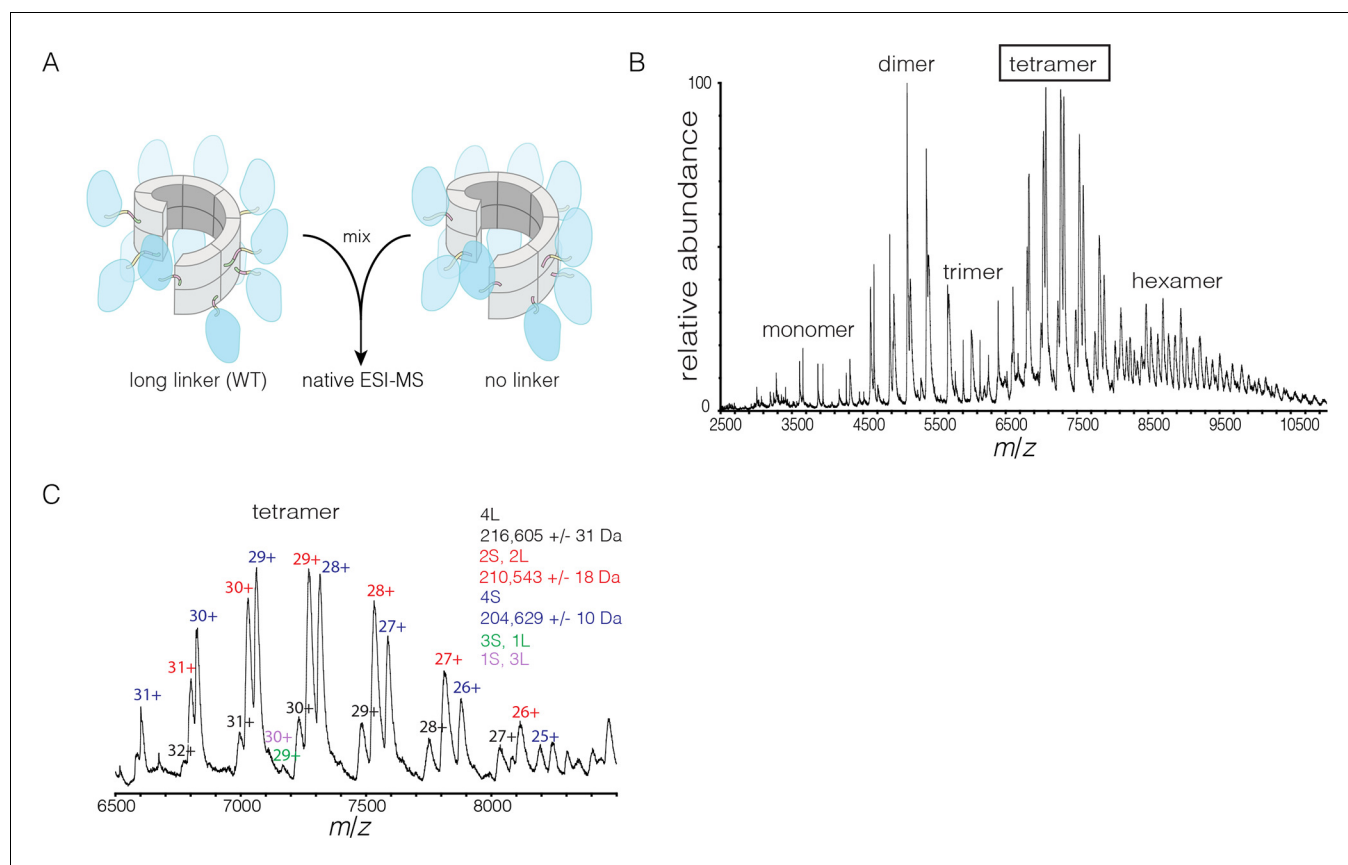 A
mix
long linker (WT)
native ESI-MS
no linker
B
dimer
tetramer
trimer
hexamer
monomer
relative abundance
100
0
2500 3500 4500 5500 6500 7500 8500 9500 10500
m/z
C
tetramer
4L
216,605 +/- 31 Da
2S, 2L
210,543 +/- 18 Da
4S
204,629 +/- 10 Da
3S, 1L
1S, 3L
29+ 29+ 28+
30+ 28+
30+ 27+
31+ 27+
31+ 26+
31+ 30+ 29+ 28+ 26+
32+ 30+ 27+ 25+
29+
6500 7000 7500 8000
m/z